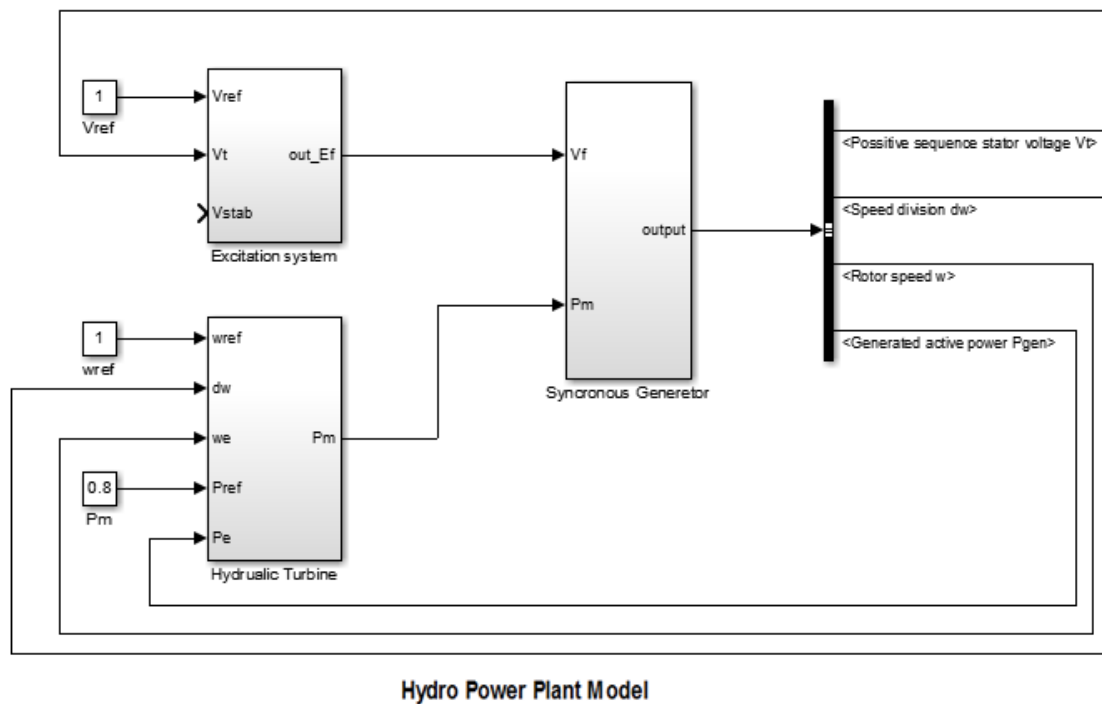 1
Vref
Vref
Vt
out_Ef
Vstab
Excitation system
Vf
output
Pm
Syncronous Generetor
<Possitive sequence stator voltage Vt>
<Speed division dw>
<Rotor speed w>
<Generated active power Pgen>
1
wref
wref
dw
we
Pm
0.8
Pm
Pref
Pe
Hydrualic Turbine
Hydro Power Plant Model